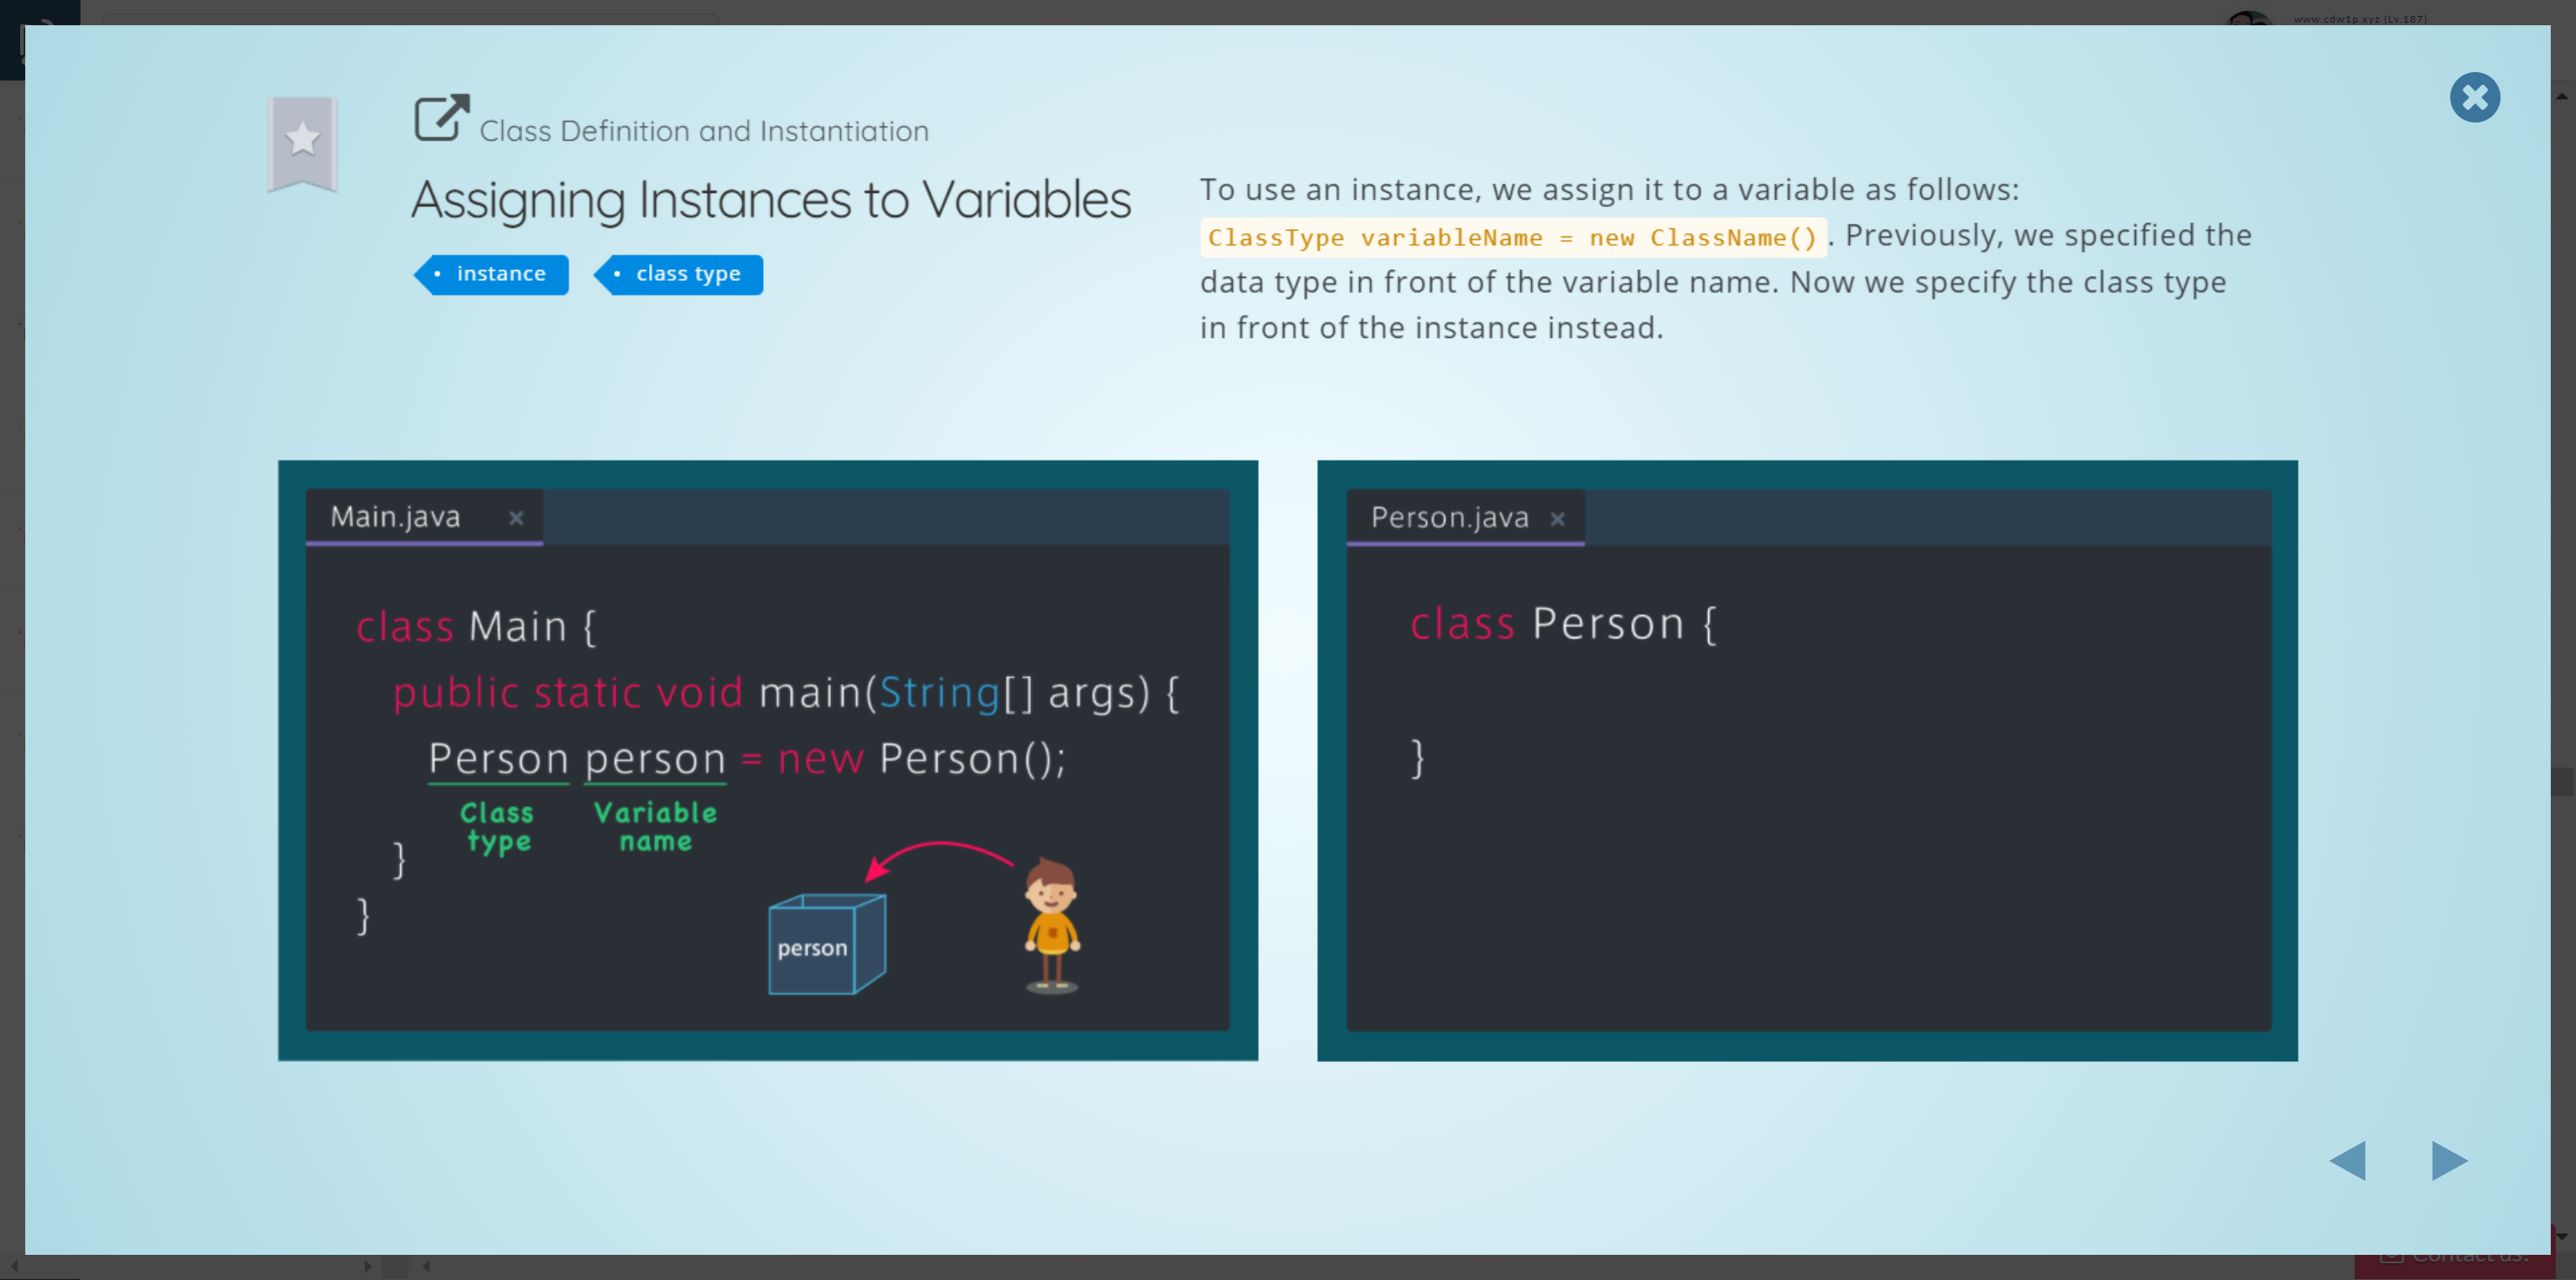 www.cdw1p.xyz (Lv.187)
Class Definition and Instantiation
Assigning Instances to Variables
instance
class type
To use an instance, we assign it to a variable as follows:
ClassType variableName = new ClassName(). Previously, we specified the
data type in front of the variable name. Now we specify the class type
in front of the instance instead.
Main.java
class Main {
public static void main(String[] args) {
Person person = new Person();
Class type
Variable name
}
}
person
Person.java
class Person {
}
Contact us!